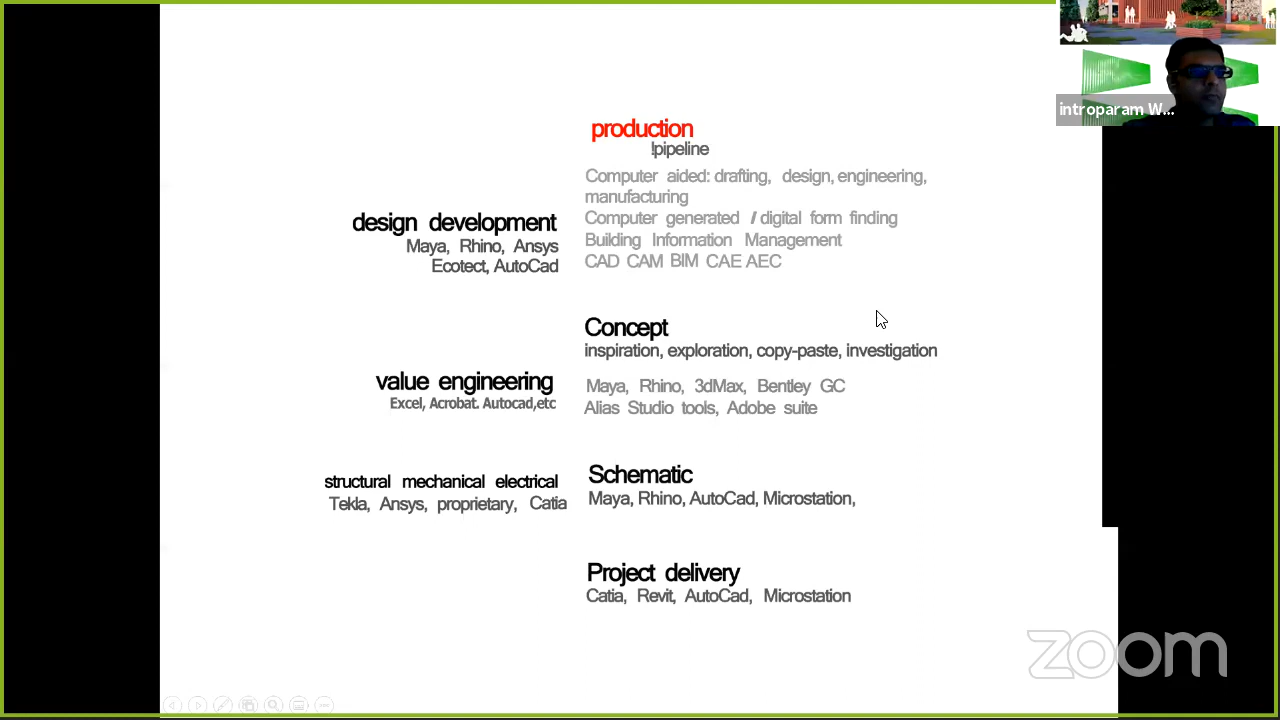 introparam W...
production
!pipeline
Computer aided: drafting, design, engineering,
manufacturing
Computer generated // digital form finding
Building Information Management
CAD CAM BIM CAE AEC
design development
Maya, Rhino, Ansys
Ecotect, AutoCad
Concept
inspiration, exploration, copy-paste, investigation
Maya, Rhino, 3dMax, Bentley GC
Alias Studio tools, Adobe suite
value engineering
Excel, Acrobat. Autocad,etc
Schematic
Maya, Rhino, AutoCad, Microstation,
structural mechanical electrical
Tekla, Ansys, proprietary, Catia
Project delivery
Catia, Revit, AutoCad, Microstation
zoom